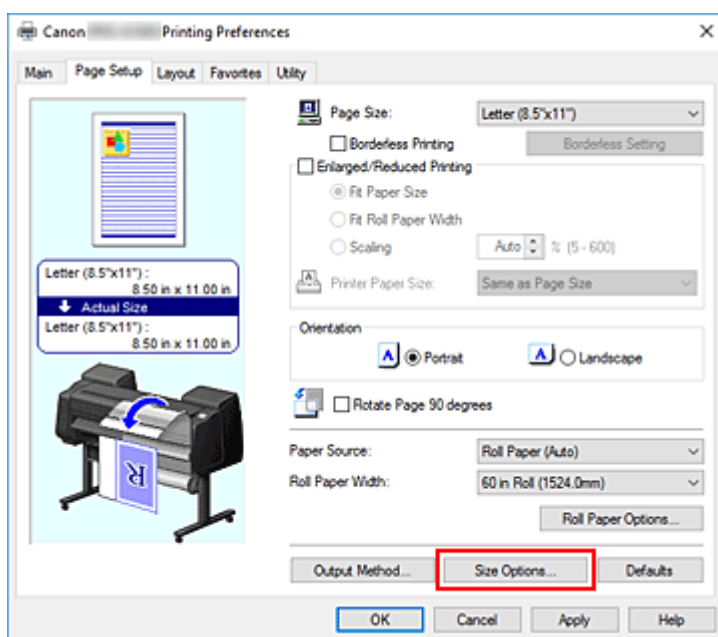 Canon Printing Preferences
Main Page Setup Layout Favorites Utility
Page Size: Letter (8.5"x11")
Borderless Printing Borderless Setting
Enlarged/Reduced Printing
Fit Paper Size
Fit Roll Paper Width
Scaling Auto % (5 - 600)
Printer Paper Size: Same as Page Size
Letter (8.5"x11") :
8.50 in x 11.00 in
Actual Size
Letter (8.5"x11") :
8.50 in x 11.00 in
Orientation
A Portrait A Landscape
Rotate Page 90 degrees
Paper Source: Roll Paper (Auto)
Roll Paper Width: 60 in Roll (1524.0mm)
Roll Paper Options...
Output Method... Size Options... Defaults
OK Cancel Apply Help